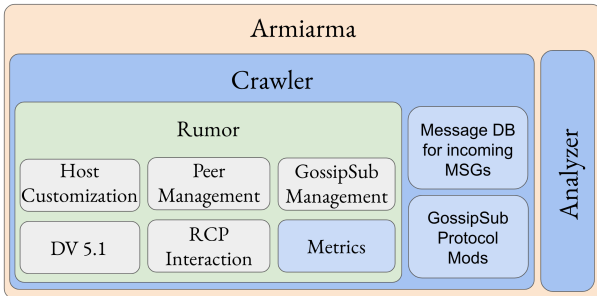 Armiarma
Crawler
Rumor
Host
Customization
Peer
Management
GossipSub
Management
DV 5.1
RCP
Interaction
Metrics
Message DB
for incoming
MSGs
GossipSub
Protocol
Mods
Analyzer